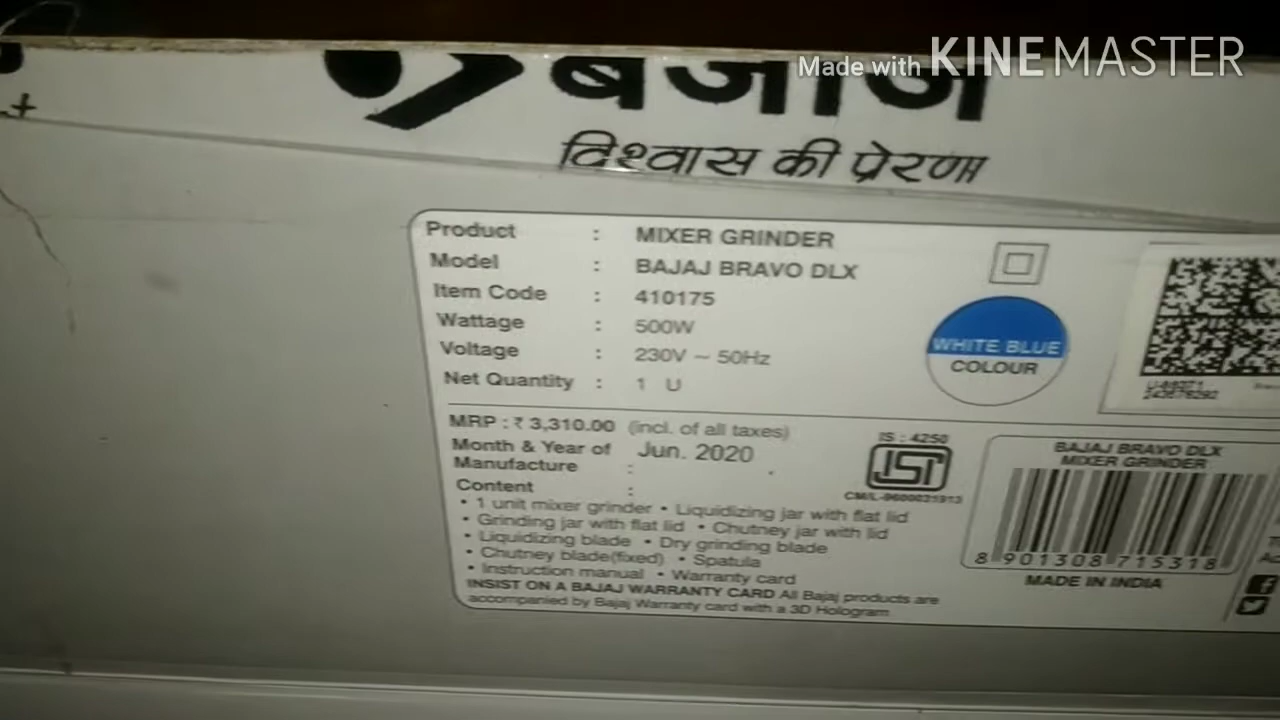 Made with KINEMASTER
बजाज
विश्वास की प्रेरणा
Product : MIXER GRINDER
Model : BAJAJ BRAVO DLX
Item Code : 410175
Wattage : 500W
Voltage : 230V ~ 50Hz
Net Quantity : 1 U
WHITE BLUE
COLOUR
MRP : ₹ 3,310.00 (incl. of all taxes)
Month & Year of
Manufacture : Jun. 2020
Content :
• 1 unit mixer grinder • Liquidizing jar with flat lid
• Grinding jar with flat lid • Chutney jar with lid
• Liquidizing blade • Dry grinding blade
• Chutney blade(fixed) • Spatula
• Instruction manual • Warranty card
INSIST ON A BAJAJ WARRANTY CARD All Bajaj products are
accompanied by Bajaj Warranty card with a 3D Hologram
IS : 4250
ISI
BAJAJ BRAVO DLX
MIXER GRINDER
8 901308 715318
MADE IN INDIA